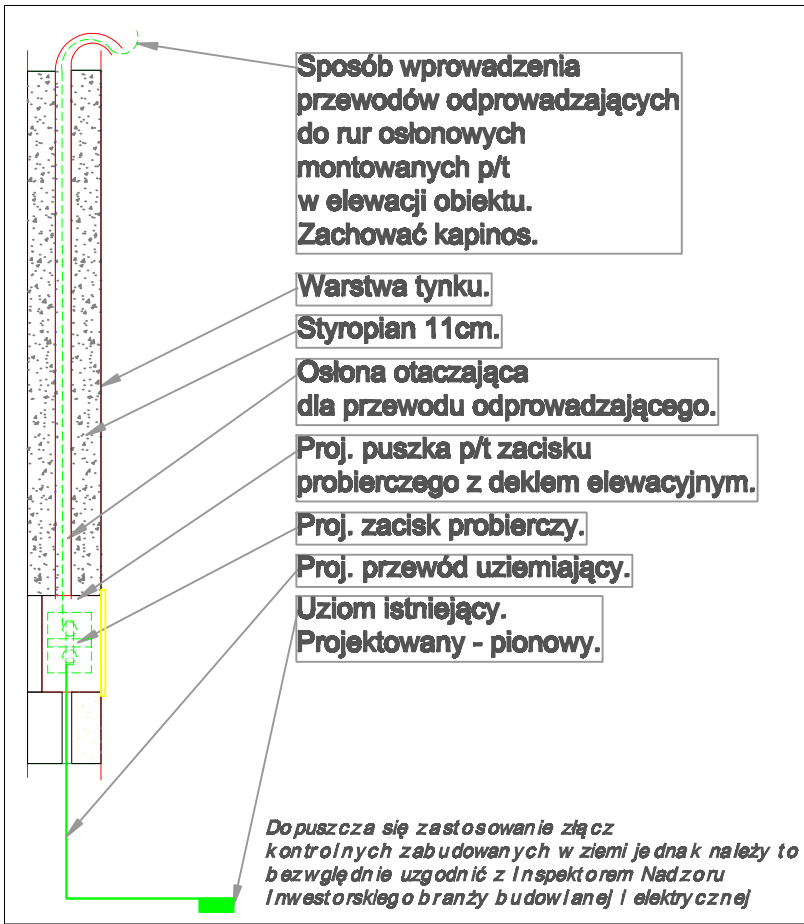 Sposób wprowadzenia
przewodów odprowadzających
do rur osłonowych
montowanych p/t
w elewacji obiektu.
Zachować kapinos.
Warstwa tynku.
Styropian 11cm.
Osłona otaczająca
dla przewodu odprowadzającego.
Proj. puszka p/t zacisku
probierczego z deklem elewacyjnym.
Proj. zacisk probierczy.
Proj. przewód uziemiający.
Uziom istniejący.
Projektowany - pionowy.
Dopuszcza się zastosowanie złącz
kontrolnych zabudowanych w ziemi jednak należy to
bezwględnie uzgodnić z Inspektorem Nadzoru
Inwestorskiego branży budowlanej i elektrycznej